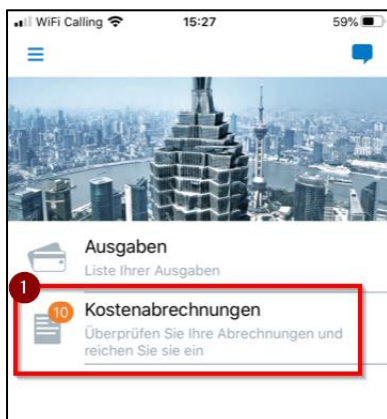 WiFi Calling 15:27 59%
Ausgaben
Liste Ihrer Ausgaben
1
10 Kostenabrechnungen
Überprüfen Sie Ihre Abrechnungen und
reichen Sie sie ein